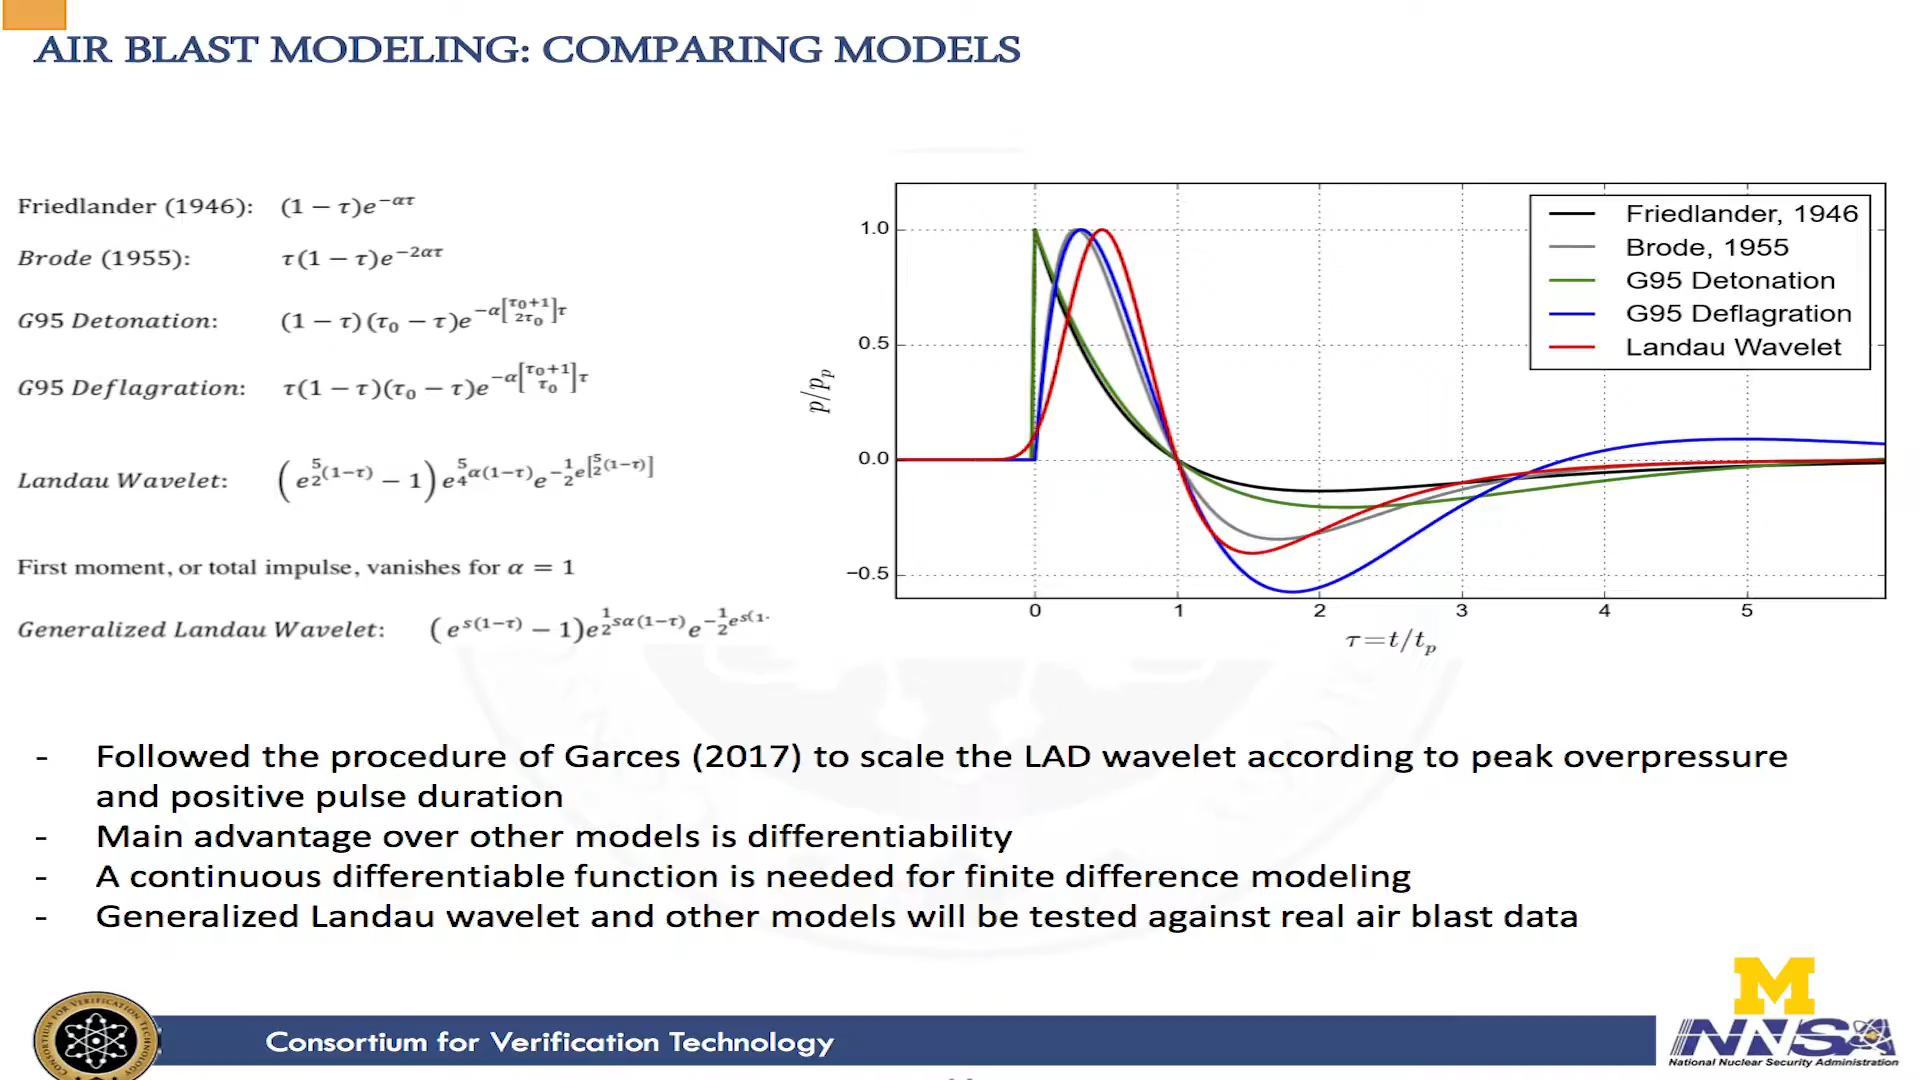 AIR BLAST MODELING: COMPARING MODELS
Friedlander (1946): (1 − τ)e^{−ατ}
Brode (1955): τ(1 − τ)e^{−2ατ}
G95 Detonation: (1 − τ)(τ₀ − τ)e^{−α[τ₀+1 / 2τ₀]τ}
G95 Deflagration: τ(1 − τ)(τ₀ − τ)e^{−α[τ₀+1 / τ₀]τ}
Landau Wavelet: (e^{5/2(1−τ)} − 1) e^{5/4 α(1−τ)} e^{−1/2 e^{[5/2(1−τ)]}}
First moment, or total impulse, vanishes for α = 1
Generalized Landau Wavelet: (e^{s(1−τ)} − 1)e^{1/2 sα(1−τ)} e^{−1/2 e^{s(1·}}
1.0
0.5
0.0
−0.5
p/p_p
0 1 2 3 4 5
τ=t/t_p
Friedlander, 1946
Brode, 1955
G95 Detonation
G95 Deflagration
Landau Wavelet
- Followed the procedure of Garces (2017) to scale the LAD wavelet according to peak overpressure
and positive pulse duration
- Main advantage over other models is differentiability
- A continuous differentiable function is needed for finite difference modeling
- Generalized Landau wavelet and other models will be tested against real air blast data
CONSORTIUM FOR VERIFICATION TECHNOLOGY
Consortium for Verification Technology
M
NNSA
National Nuclear Security Administration